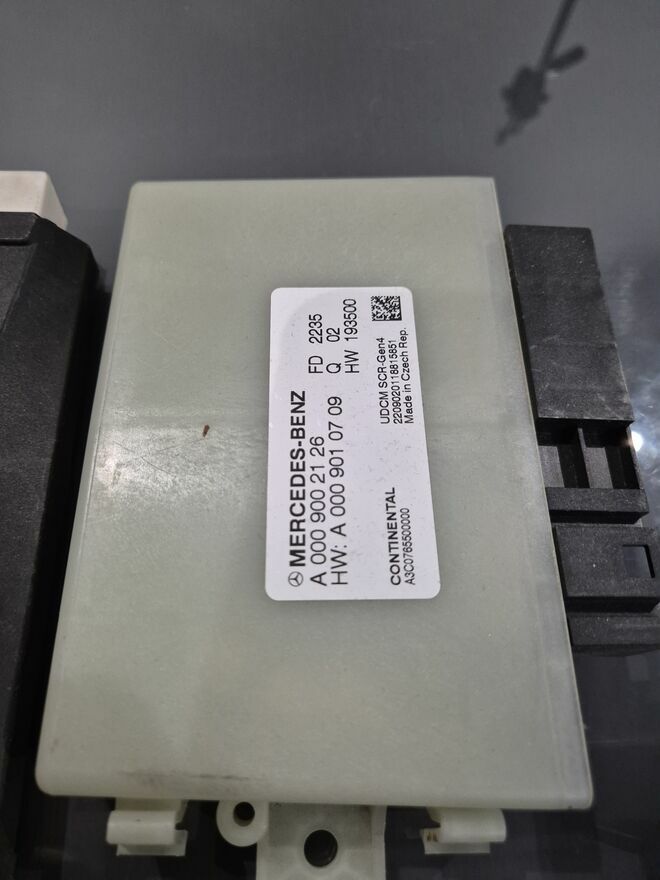 MERCEDES-BENZ
A 000 900 21 26
HW: A 000 901 07 09
FD 2235
Q 02
HW 193500
CONTINENTAL
A3C0765500000
UDCM SCR-Gen4
2209020118815851
Made in Czech Rep.